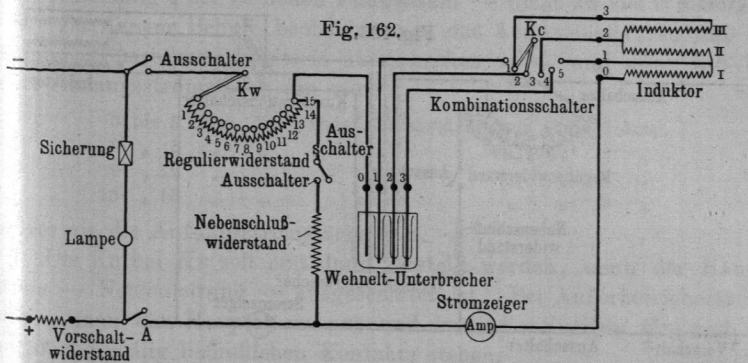 Fig. 162.
Ausschalter
Kw
1 2 3 4 5 6 7 8 9 10 11 12 13 14 15
Kc
1 2 3 4 5
3
2
1
0
III
II
I
Kombinationsschalter
Induktor
Sicherung
Aus-
schalter
Regulierwiderstand
Ausschalter
0 1 2 3
Nebenschluß-
widerstand
Lampe
Wehnelt-Unterbrecher
Stromzeiger
Amp
−
+
A
Vorschalt-
widerstand